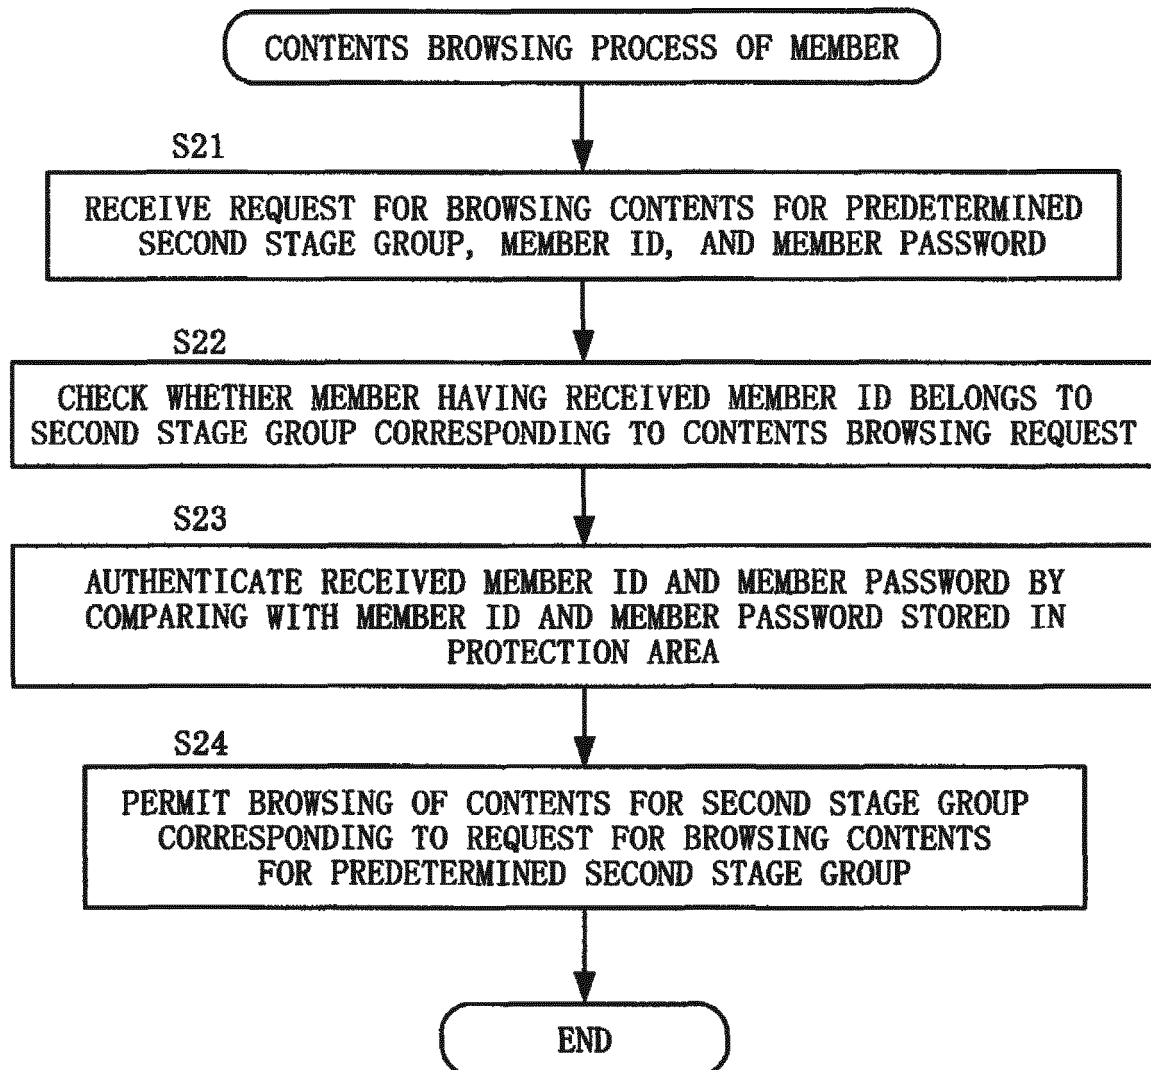 CONTENTS BROWSING PROCESS OF MEMBER
S21
RECEIVE REQUEST FOR BROWSING CONTENTS FOR PREDETERMINED
SECOND STAGE GROUP, MEMBER ID, AND MEMBER PASSWORD
S22
CHECK WHETHER MEMBER HAVING RECEIVED MEMBER ID BELONGS TO
SECOND STAGE GROUP CORRESPONDING TO CONTENTS BROWSING REQUEST
S23
AUTHENTICATE RECEIVED MEMBER ID AND MEMBER PASSWORD BY
COMPARING WITH MEMBER ID AND MEMBER PASSWORD STORED IN
PROTECTION AREA
S24
PERMIT BROWSING OF CONTENTS FOR SECOND STAGE GROUP
CORRESPONDING TO REQUEST FOR BROWSING CONTENTS
FOR PREDETERMINED SECOND STAGE GROUP
END